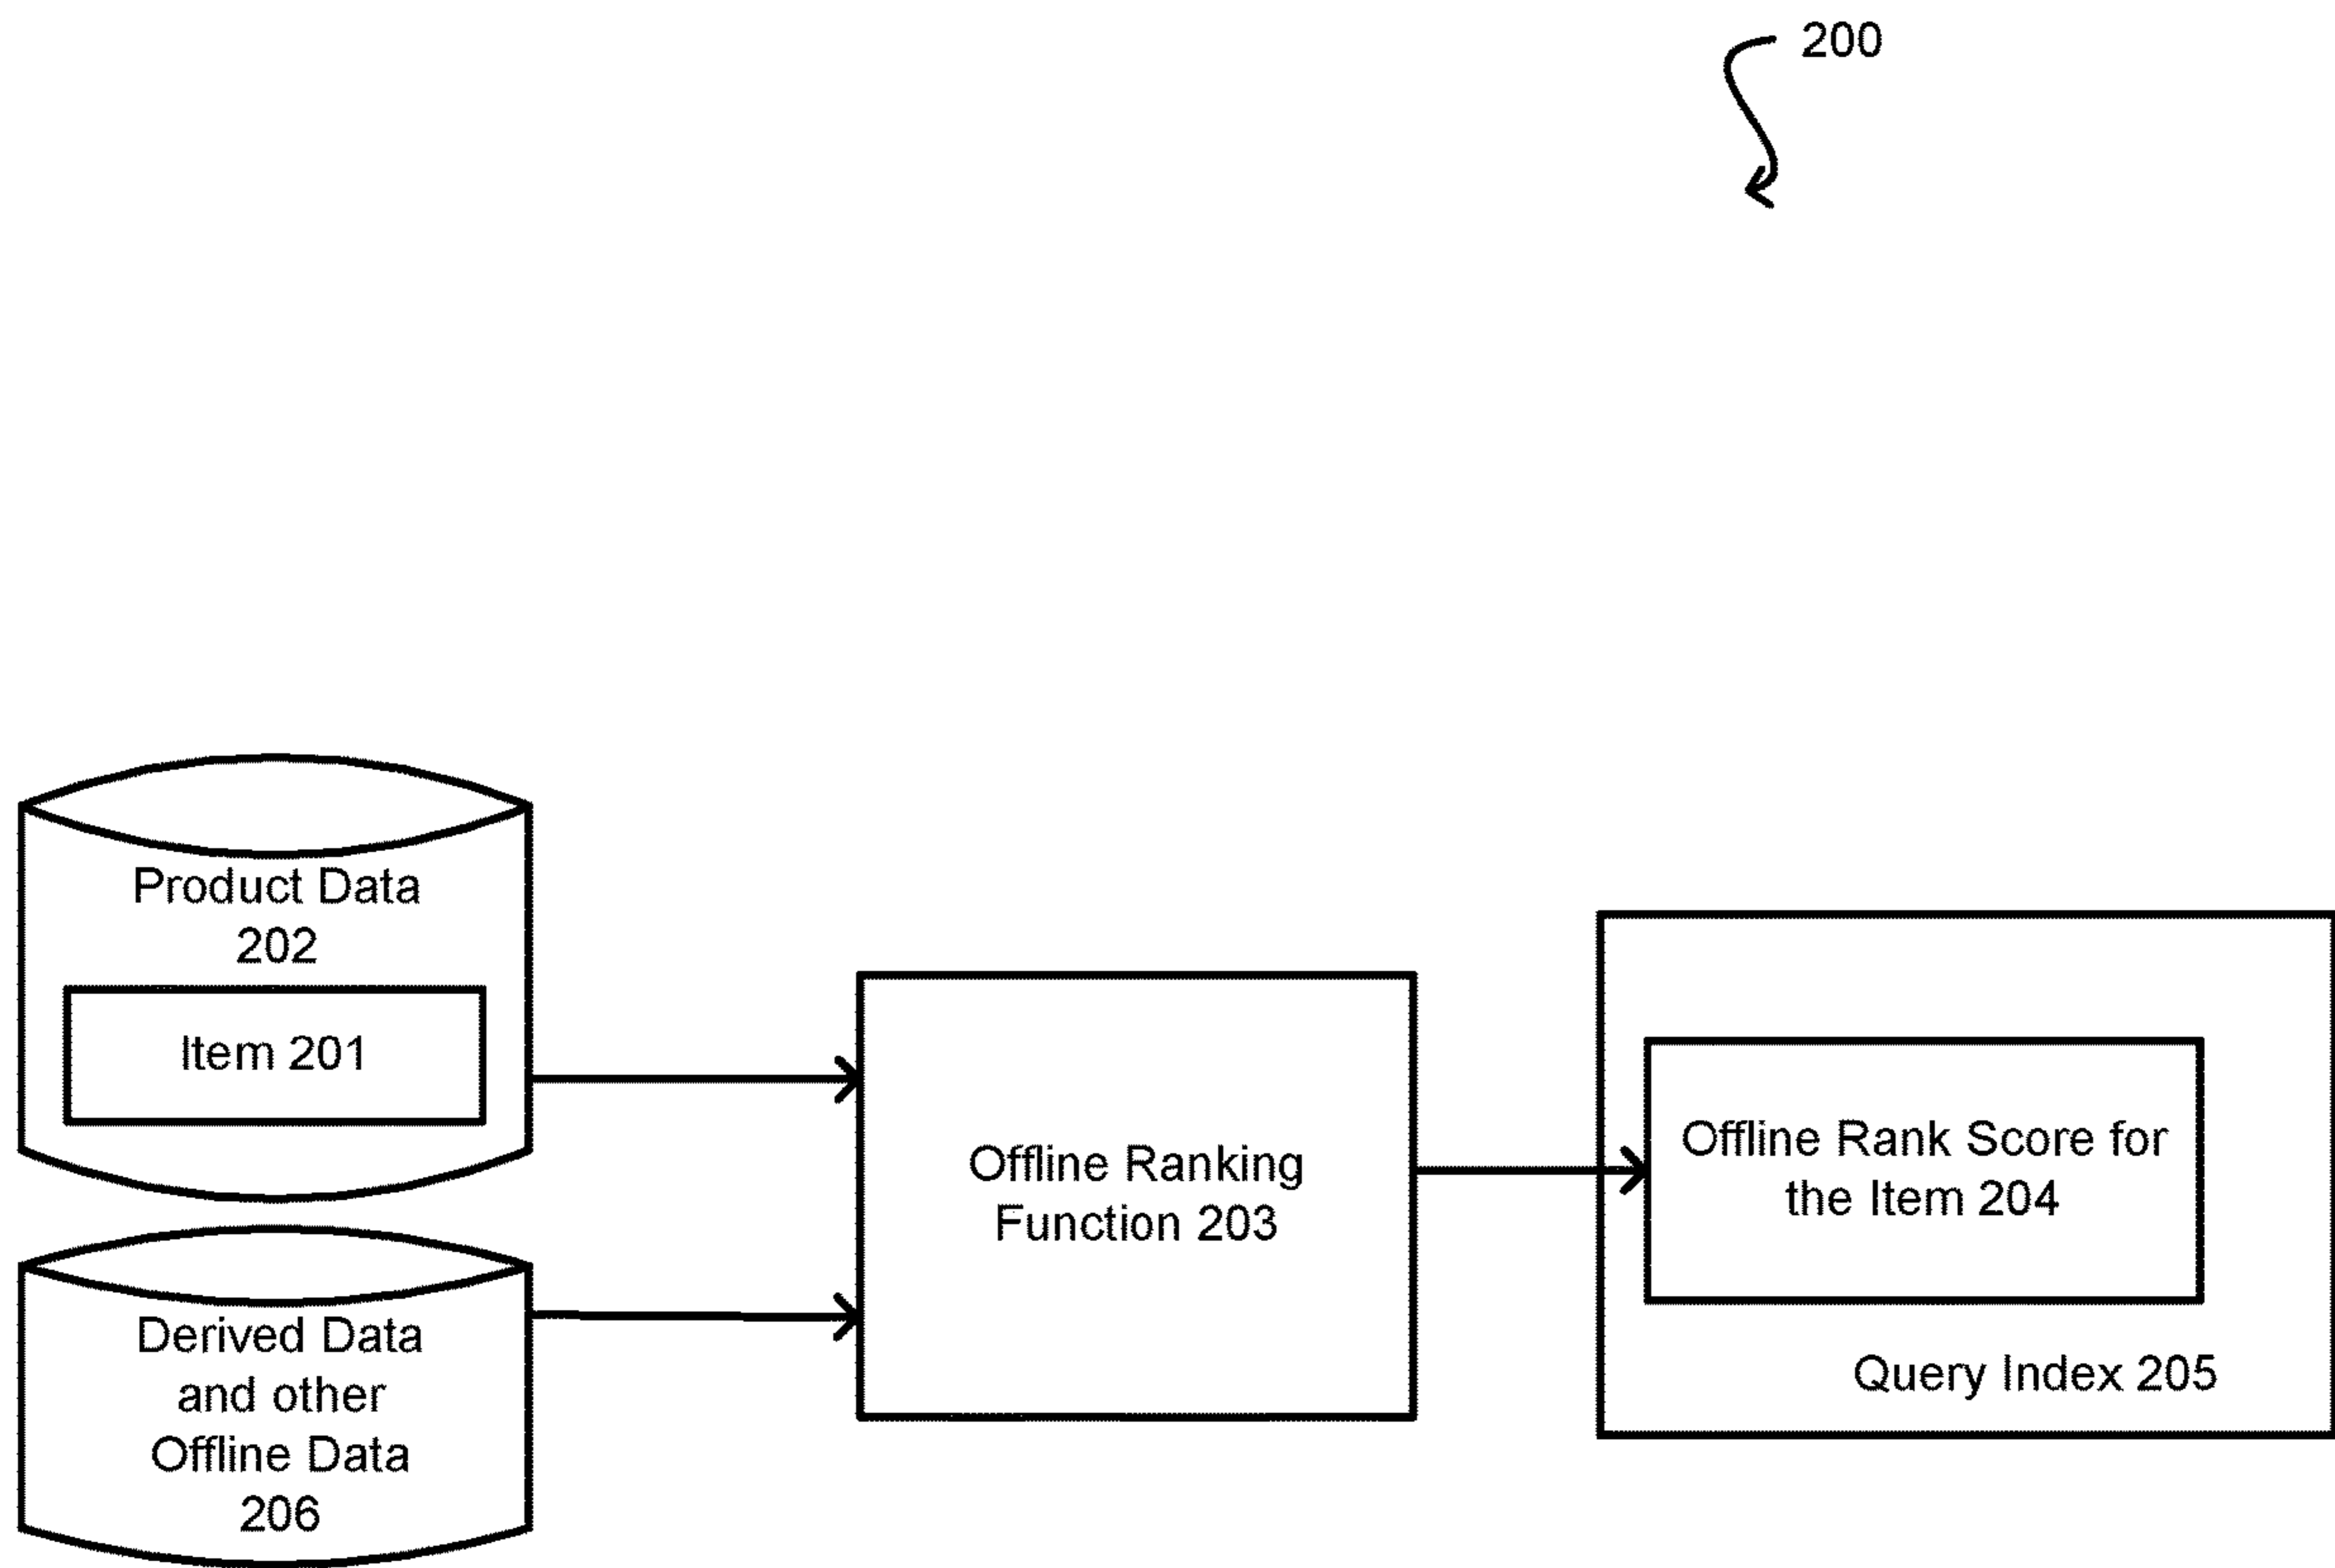 200
Product Data
202
Item 201
Derived Data
and other
Offline Data
206
Offline Ranking
Function 203
Offline Rank Score for
the Item 204
Query Index 205